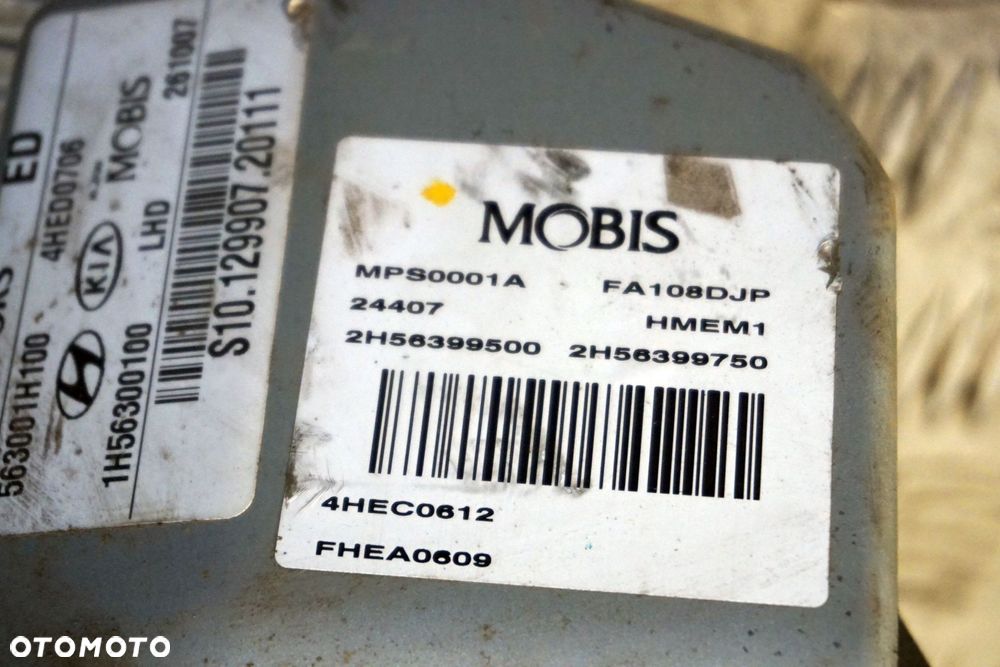 ED
563001H100 4HED0706
KIA
MOBIS
1H56300100 LHD 261007
S10.129907.20111
MOBIS
MPS0001A FA108DJP
24407 HMEM1
2H56399500 2H56399750
4HEC0612
FHEA0609
OTOMOTO